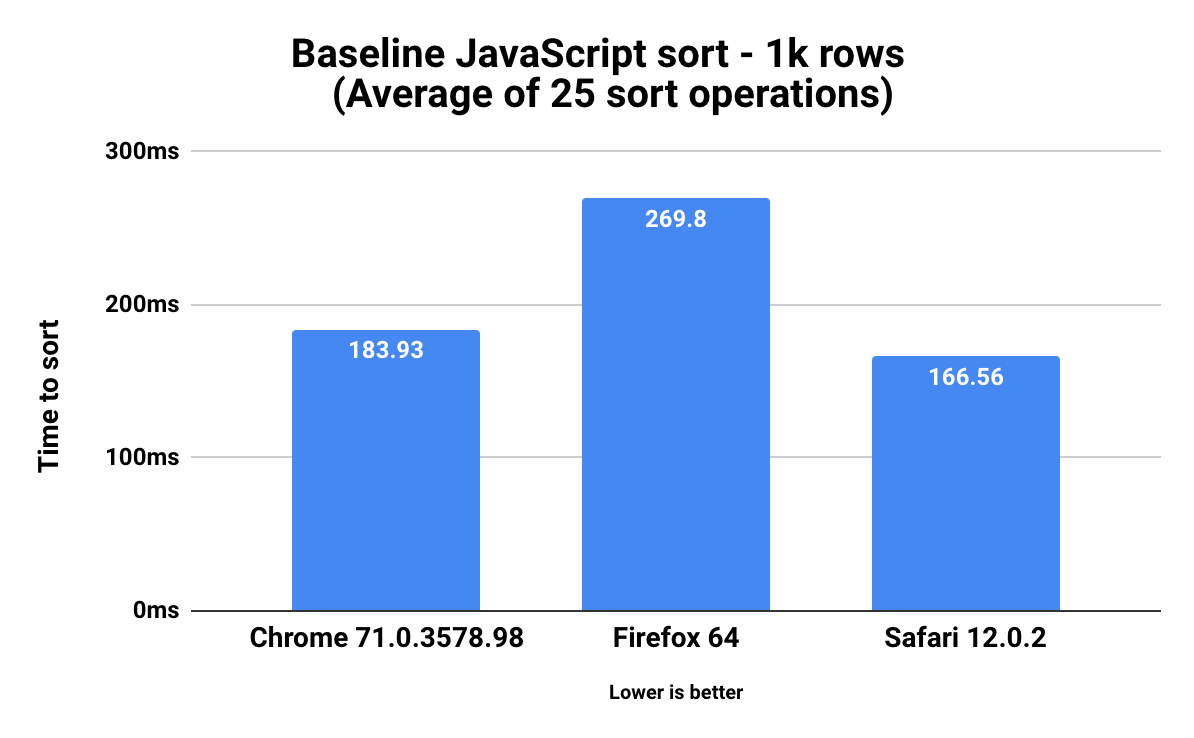 Baseline JavaScript sort - 1k rows
(Average of 25 sort operations)
300ms
200ms
100ms
0ms
Time to sort
183.93
269.8
166.56
Chrome 71.0.3578.98
Firefox 64
Safari 12.0.2
Lower is better